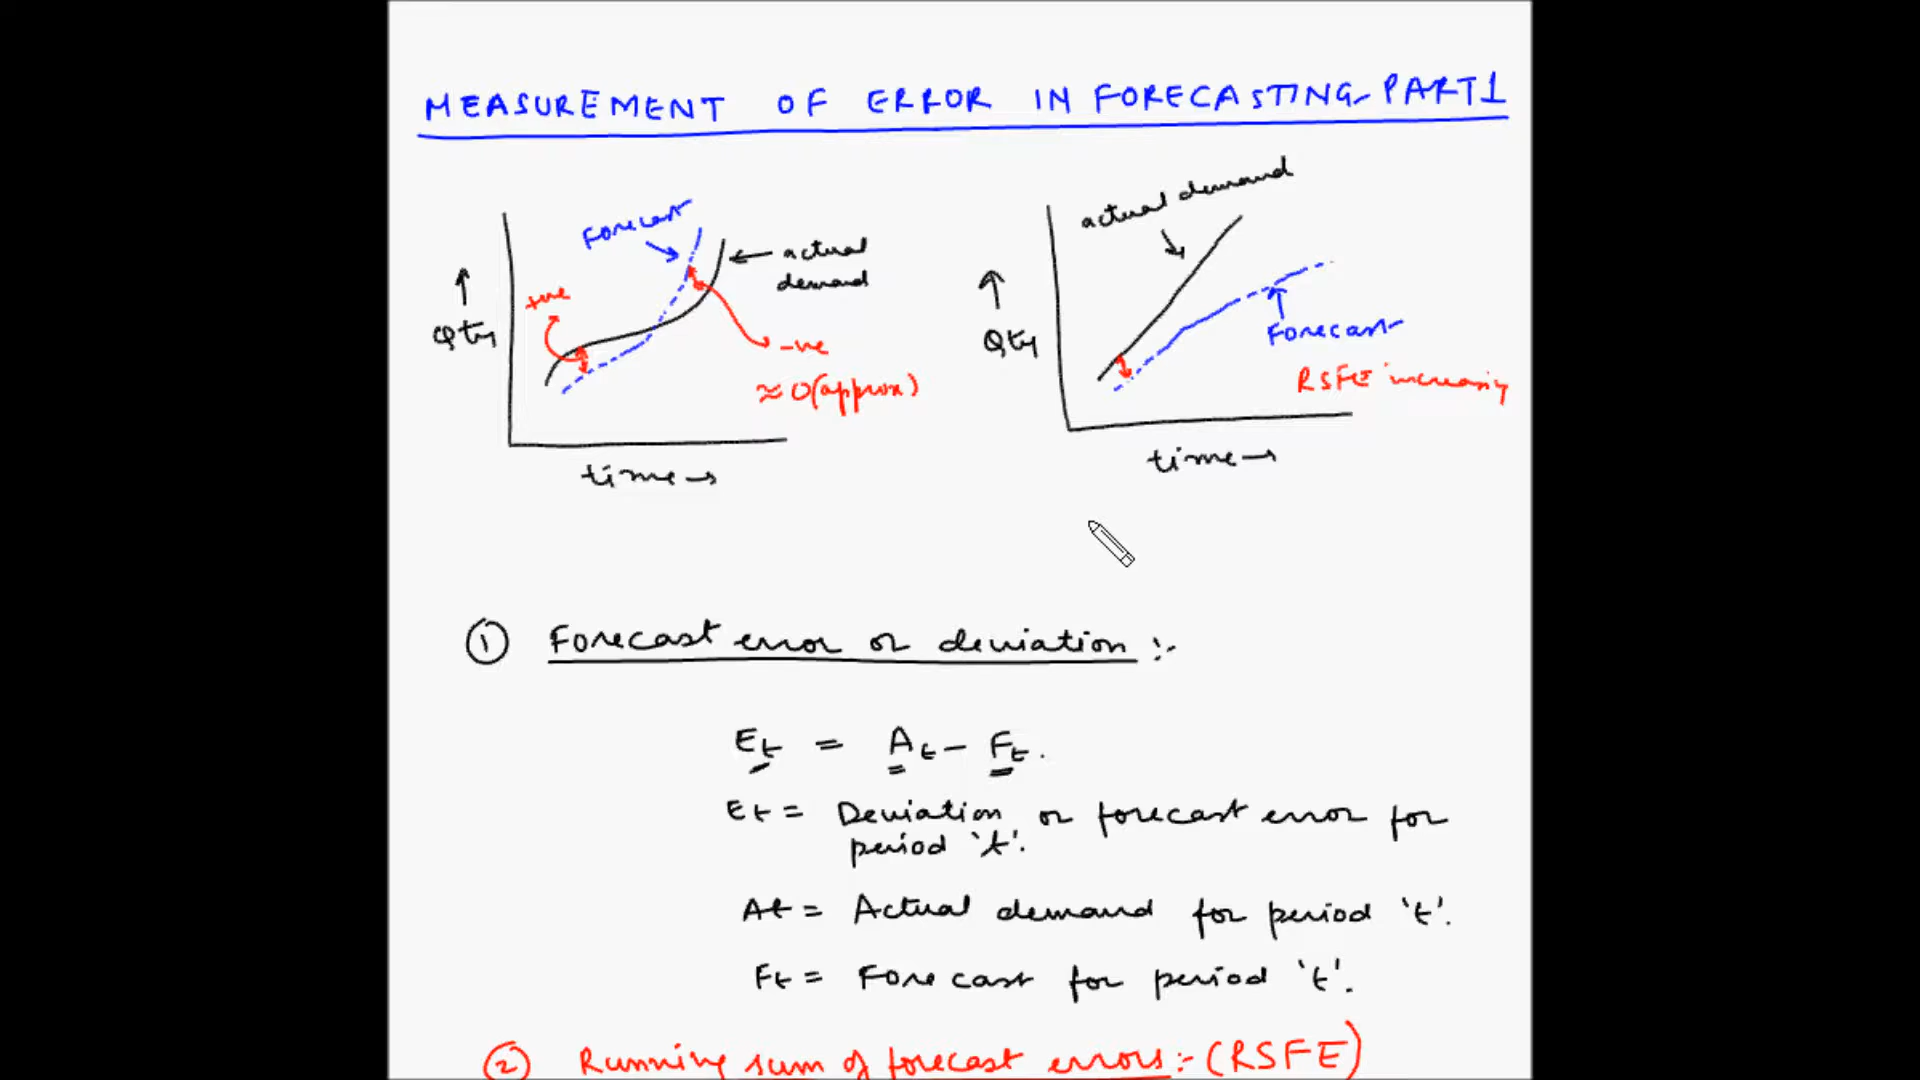 MEASUREMENT OF ERROR IN FORECASTING-PART1
Forecast
actual
demand
+ve
Qty
-ve
≈ 0(approx)
time→
actual demand
Qty
Forecast
RSFE increasing
time→
① Forecast error or deviation :-
Et = At - Ft.
Et = Deviation or forecast error for
period 't'.
At = Actual demand for period 't'.
Ft = Forecast for period 't'.
② Running sum of forecast errors :- (RSFE)